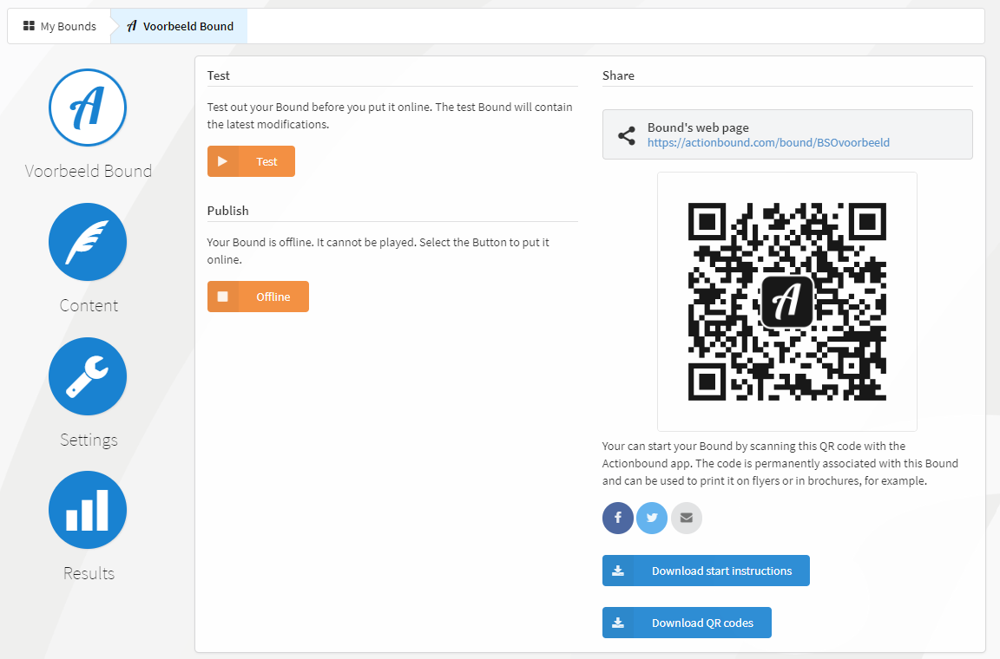 My Bounds
Voorbeeld Bound
Voorbeeld Bound
Content
Settings
Results
Test
Test out your Bound before you put it online. The test Bound will contain
the latest modifications.
Test
Publish
Your Bound is offline. It cannot be played. Select the Button to put it
online.
Offline
Share
Bound's web page
https://actionbound.com/bound/BSOvoorbeeld
Your can start your Bound by scanning this QR code with the
Actionbound app. The code is permanently associated with this Bound
and can be used to print it on flyers or in brochures, for example.
Download start instructions
Download QR codes